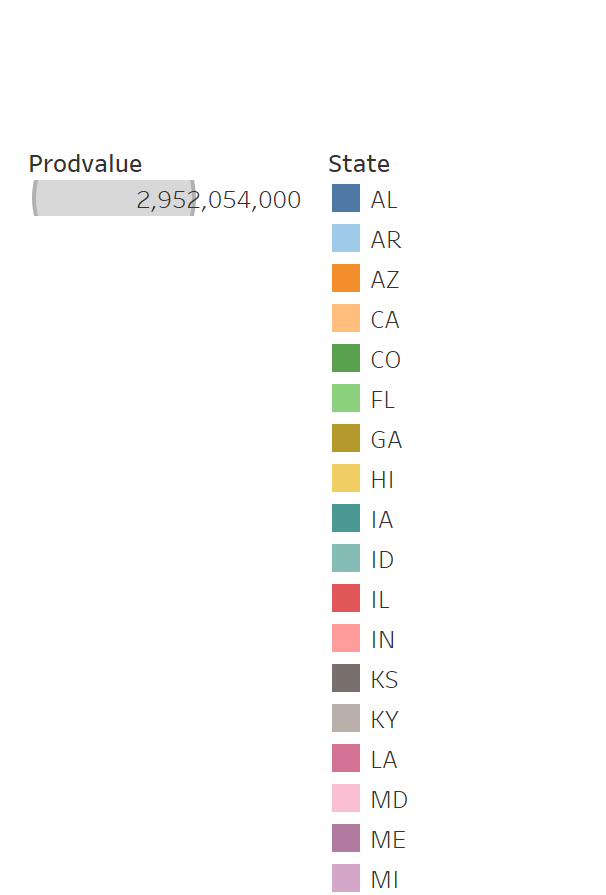 Prodvalue
2,952,054,000
State
AL
AR
AZ
CA
CO
FL
GA
HI
IA
ID
IL
IN
KS
KY
LA
MD
ME
MI